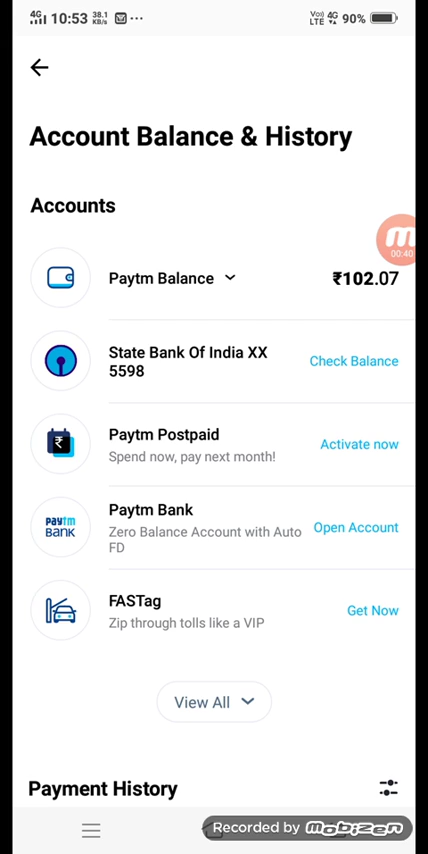 4G 10:53 38.1 KB/s ... Vo)) LTE 4G 90%
Account Balance & History
Accounts
00:40
Paytm Balance ₹102.07
State Bank Of India XX
5598
Check Balance
Paytm Postpaid
Spend now, pay next month!
Activate now
₹
paytm
BANK
Paytm Bank
Zero Balance Account with Auto
FD
Open Account
FASTag
Zip through tolls like a VIP
Get Now
View All
Payment History
Recorded by mobizen